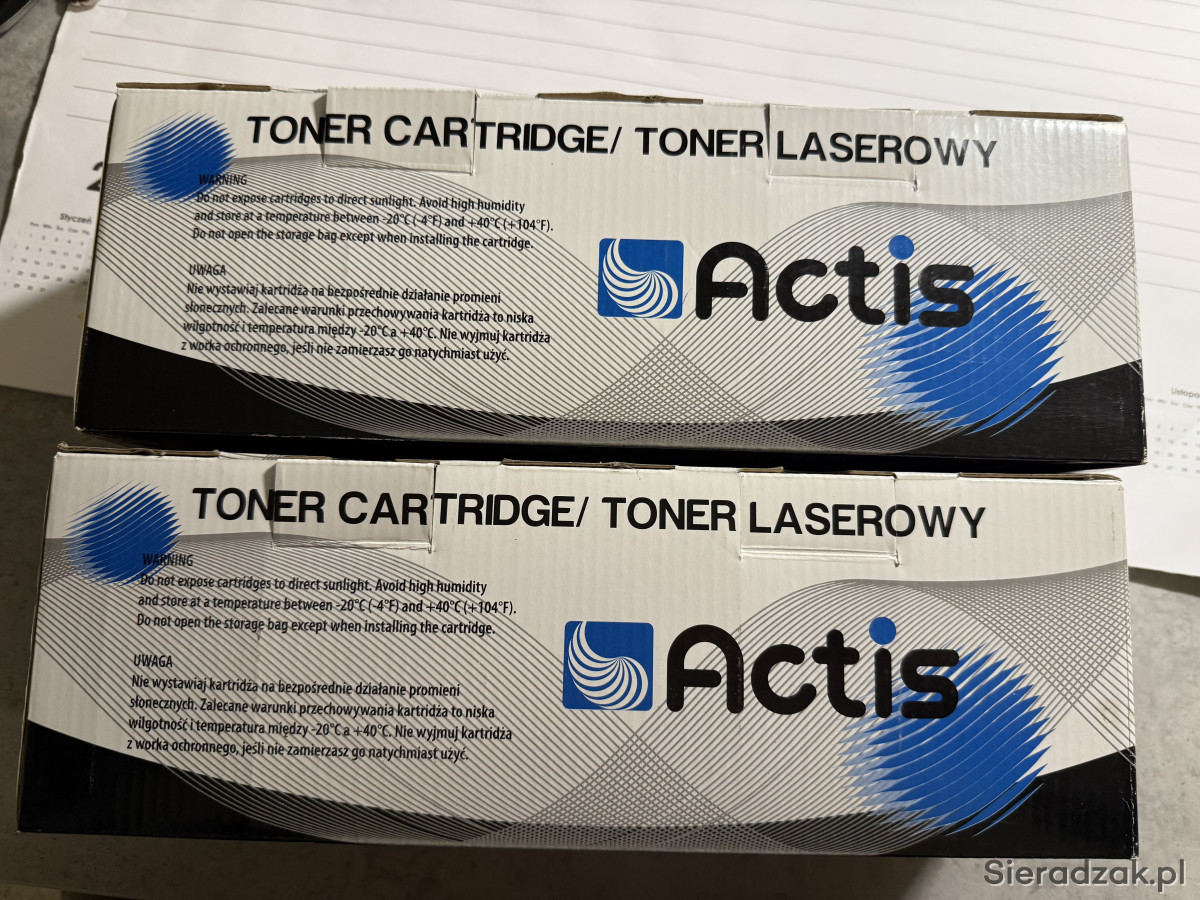 TONER CARTRIDGE/ TONER LASEROWY
WARNING
Do not expose cartridges to direct sunlight. Avoid high humidity
and store at a temperature between -20°C (-4°F) and +40°C (+104°F).
Do not open the storage bag except when installing the cartridge.
UWAGA
Nie wystawiaj kartridża na bezpośrednie działanie promieni
słonecznych. Zalecane warunki przechowywania kartridża to niska
wilgotność i temperatura między -20°C a +40°C. Nie wyjmuj kartridża
z worka ochronnego, jeśli nie zamierzasz go natychmiast użyć.
Actis
TONER CARTRIDGE/ TONER LASEROWY
WARNING
Do not expose cartridges to direct sunlight. Avoid high humidity
and store at a temperature between -20°C (-4°F) and +40°C (+104°F).
Do not open the storage bag except when installing the cartridge.
UWAGA
Nie wystawiaj kartridża na bezpośrednie działanie promieni
słonecznych. Zalecane warunki przechowywania kartridża to niska
wilgotność i temperatura między -20°C a +40°C. Nie wyjmuj kartridża
z worka ochronnego, jeśli nie zamierzasz go natychmiast użyć.
Actis
Styczeń
Sieradzak.pl